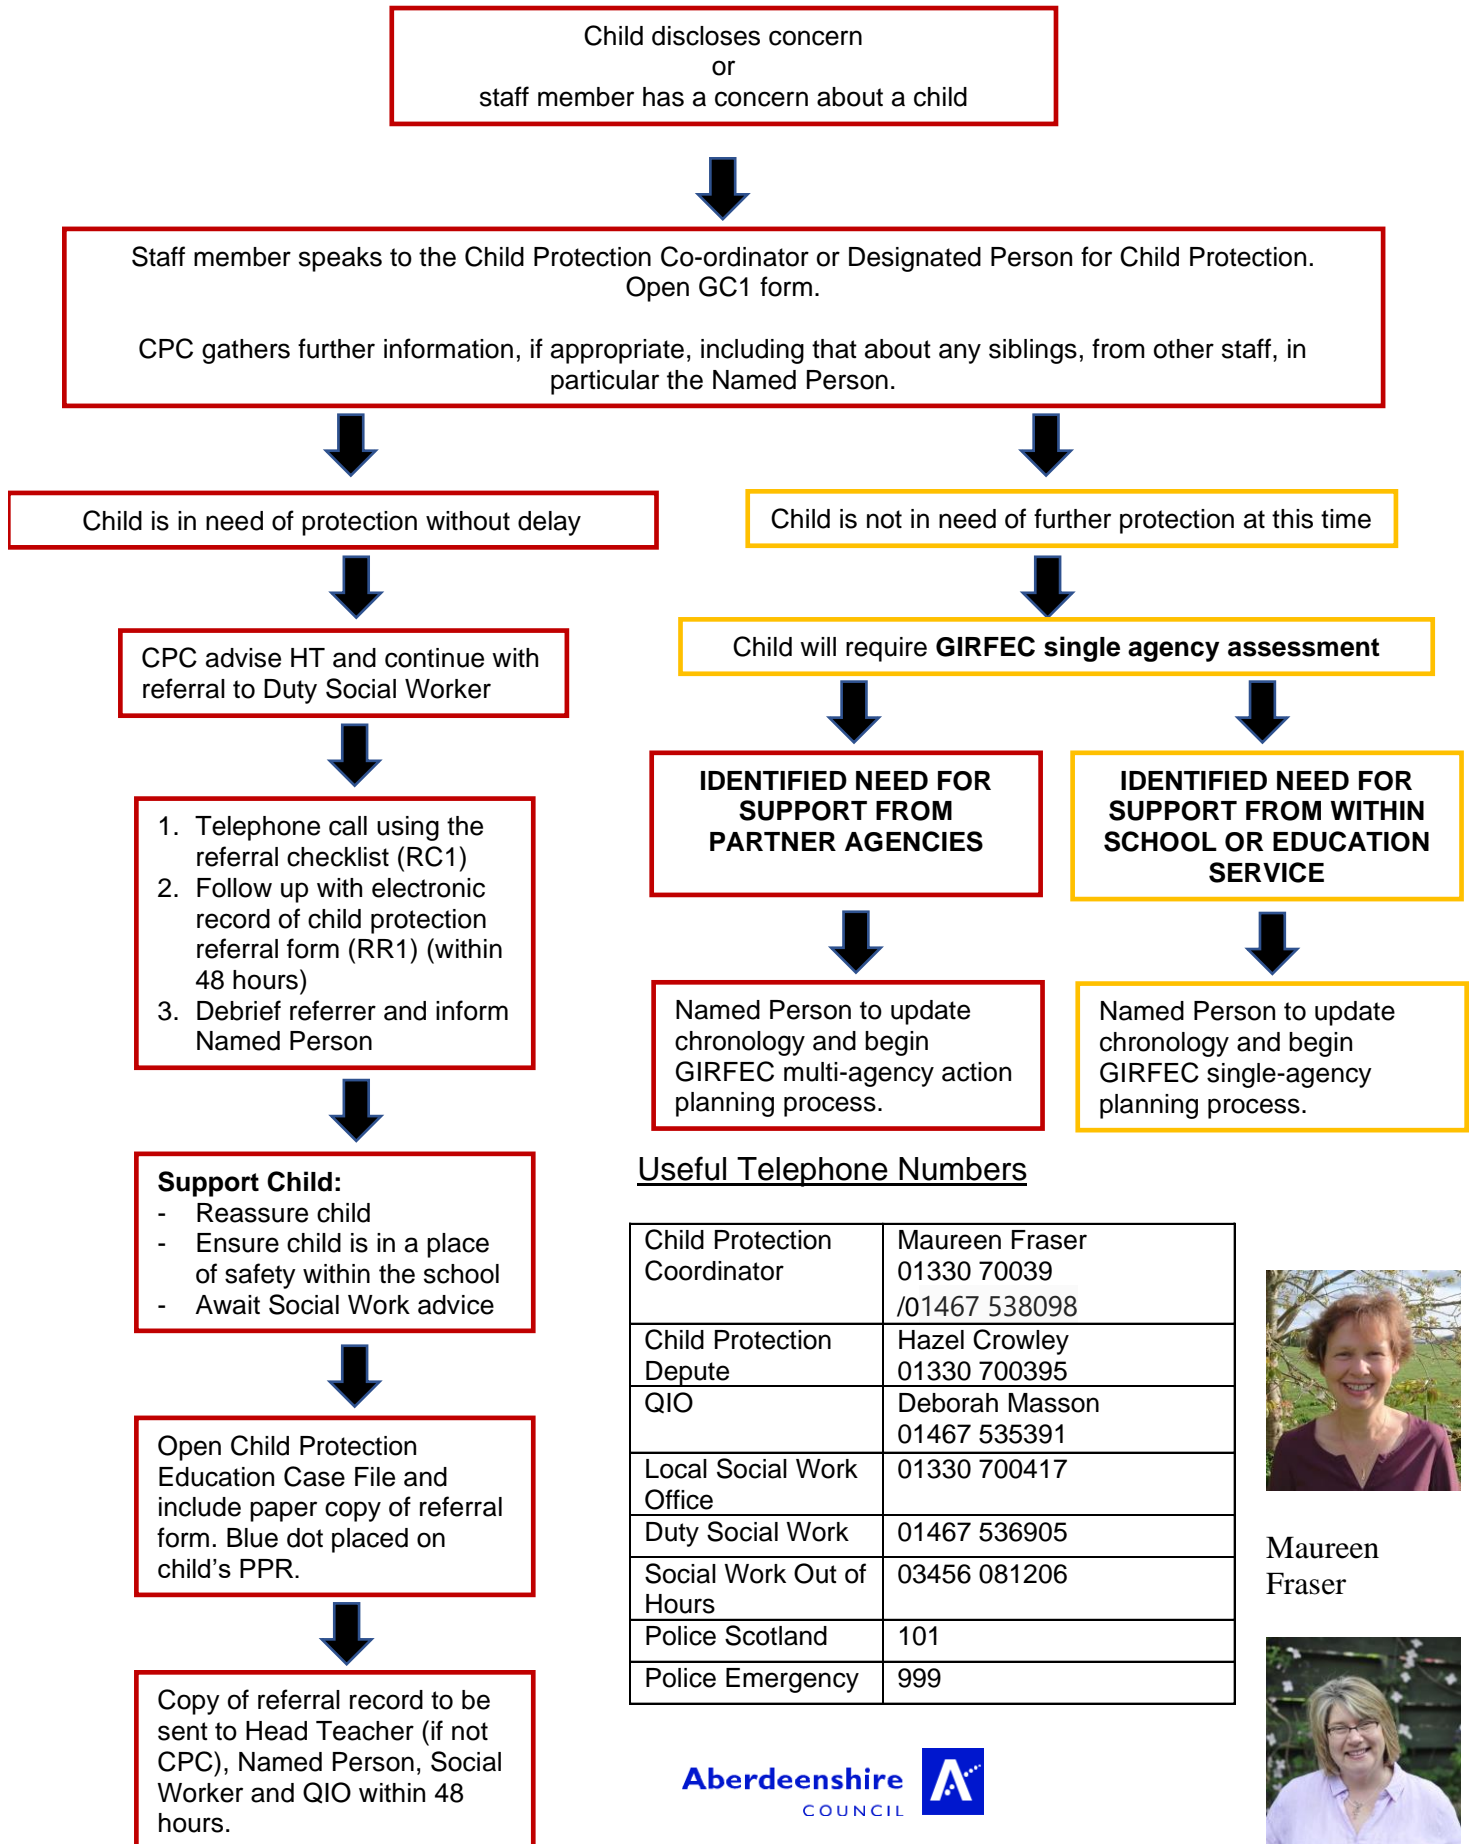 Child discloses concern
or
staff member has a concern about a child
Staff member speaks to the Child Protection Co-ordinator or Designated Person for Child Protection.
Open GC1 form.
CPC gathers further information, if appropriate, including that about any siblings, from other staff, in
particular the Named Person.
Child is in need of protection without delay
Child is not in need of further protection at this time
CPC advise HT and continue with
referral to Duty Social Worker
Child will require GIRFEC single agency assessment
1. Telephone call using the
referral checklist (RC1)
2. Follow up with electronic
record of child protection
referral form (RR1) (within
48 hours)
3. Debrief referrer and inform
Named Person
IDENTIFIED NEED FOR
SUPPORT FROM
PARTNER AGENCIES
IDENTIFIED NEED FOR
SUPPORT FROM WITHIN
SCHOOL OR EDUCATION
SERVICE
Named Person to update
chronology and begin
GIRFEC multi-agency action
planning process.
Named Person to update
chronology and begin
GIRFEC single-agency
planning process.
Support Child:
- Reassure child
- Ensure child is in a place
of safety within the school
- Await Social Work advice
Open Child Protection
Education Case File and
include paper copy of referral
form. Blue dot placed on
child's PPR.
Copy of referral record to be
sent to Head Teacher (if not
CPC), Named Person, Social
Worker and QIO within 48
hours.
Useful Telephone Numbers
Child Protection
Coordinator
Maureen Fraser
01330 70039
/01467 538098
Child Protection
Depute
Hazel Crowley
01330 700395
QIO
Deborah Masson
01467 535391
Local Social Work
Office
01330 700417
Duty Social Work
01467 536905
Social Work Out of
Hours
03456 081206
Police Scotland
101
Police Emergency
999
Maureen
Fraser
Aberdeenshire
COUNCIL